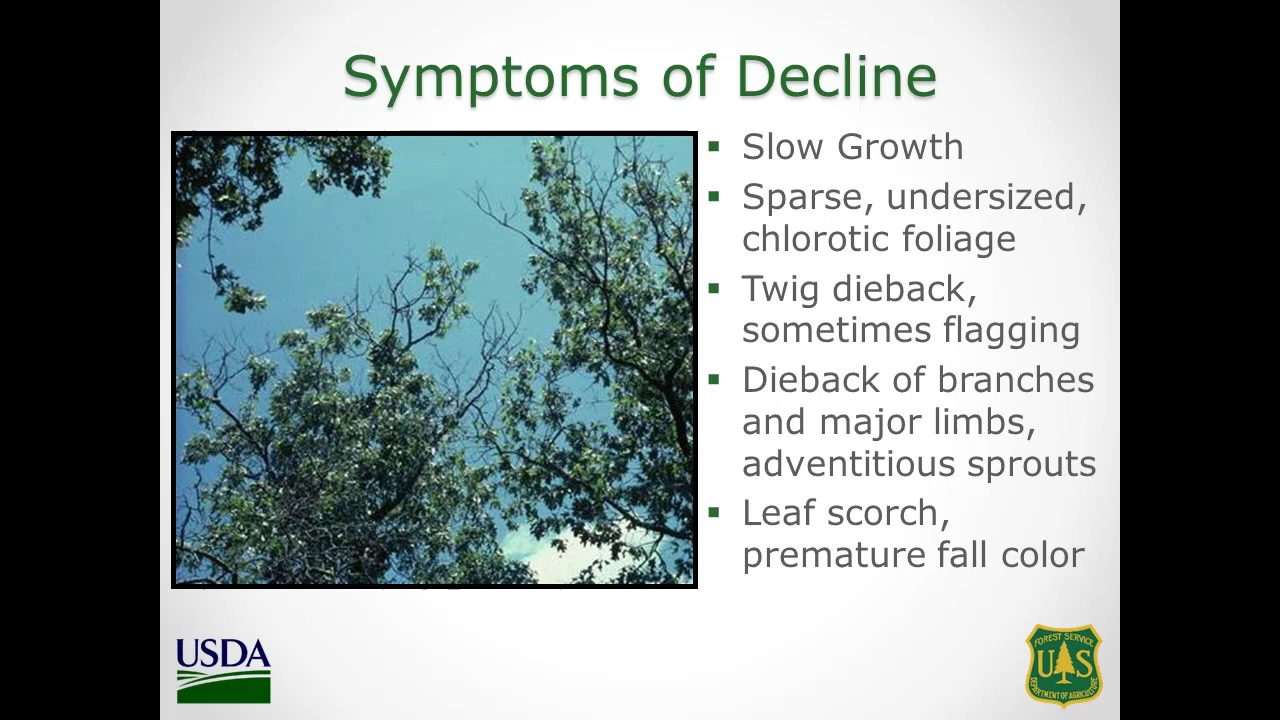 Symptoms of Decline
Slow Growth
Sparse, undersized,
chlorotic foliage
Twig dieback,
sometimes flagging
Dieback of branches
and major limbs,
adventitious sprouts
Leaf scorch,
premature fall color
USDA
FOREST SERVICE
U S
DEPARTMENT OF AGRICULTURE